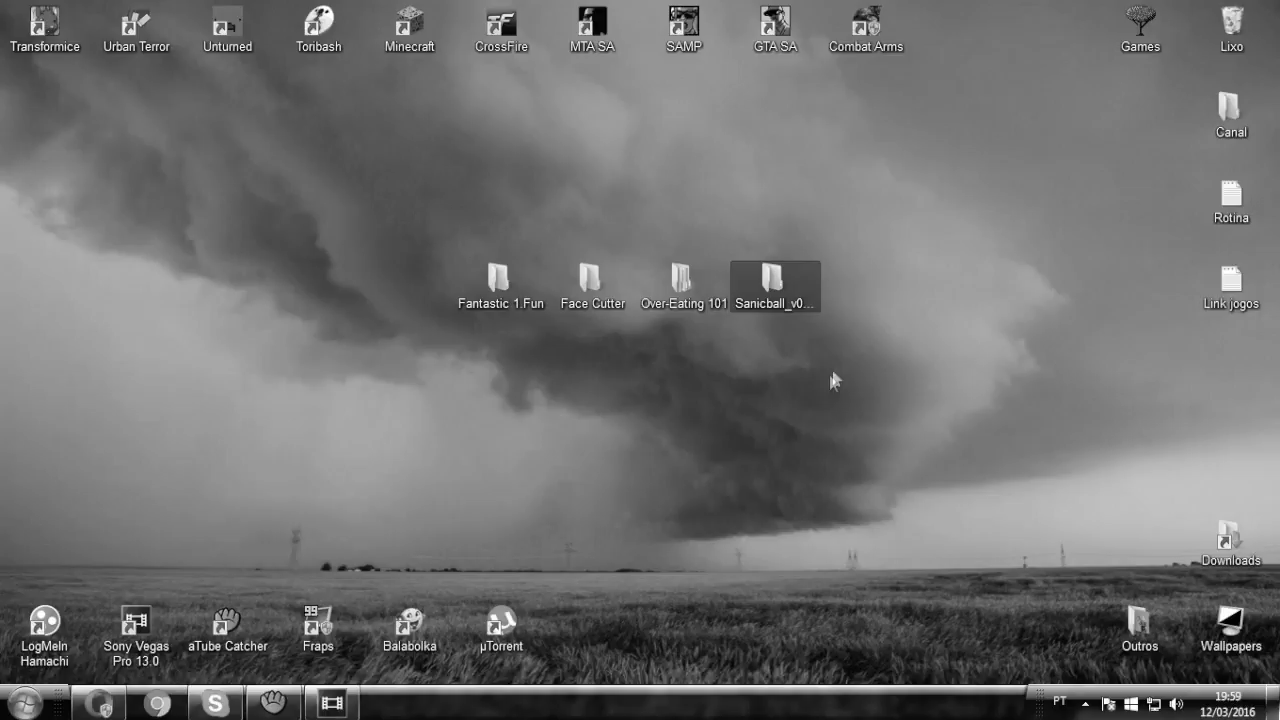 Transformice
Urban Terror
Unturned
Toribash
Minecraft
CrossFire
MTA SA
SAMP
GTA SA
Combat Arms
Games
Lixo
Canal
Rotina
Fantastic 1.Fun
Face Cutter
Over-Eating 101
Sanicball_v0...
Link jogos
Downloads
LogMeIn
Hamachi
Sony Vegas
Pro 13.0
aTube Catcher
99
Fraps
Balabolka
µTorrent
Outros
Wallpapers
S
PT
19:59
12/03/2016